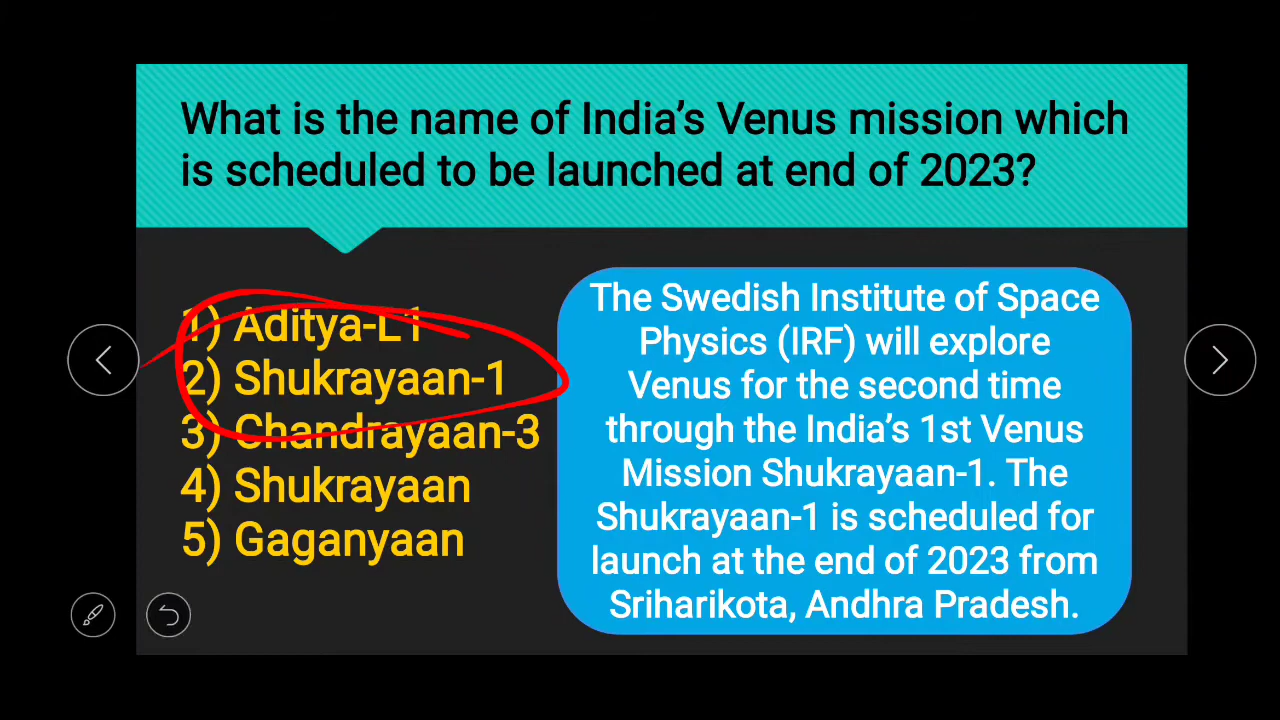 What is the name of India’s Venus mission which
is scheduled to be launched at end of 2023?
1) Aditya-L1
2) Shukrayaan-1
3) Chandrayaan-3
4) Shukrayaan
5) Gaganyaan
The Swedish Institute of Space
Physics (IRF) will explore
Venus for the second time
through the India’s 1st Venus
Mission Shukrayaan-1. The
Shukrayaan-1 is scheduled for
launch at the end of 2023 from
Sriharikota, Andhra Pradesh.